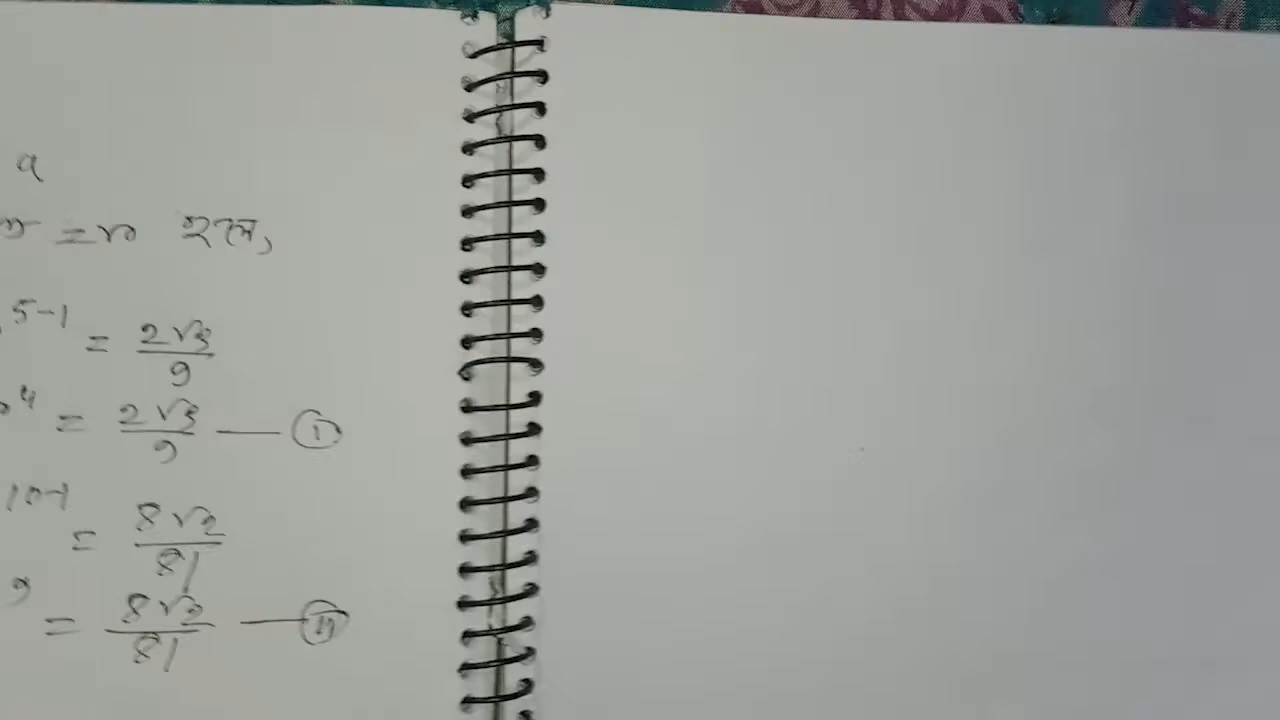 a
= r হলে,
5-1 = 2√3/9
4 = 2√3/9 — (i)
10-1 = 8√2/81
9 = 8√2/81 — (ii)